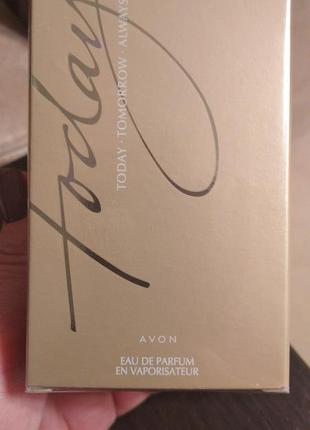 today
TODAY · TOMORROW · ALWAYS
AVON
EAU DE PARFUM
EN VAPORISATEUR